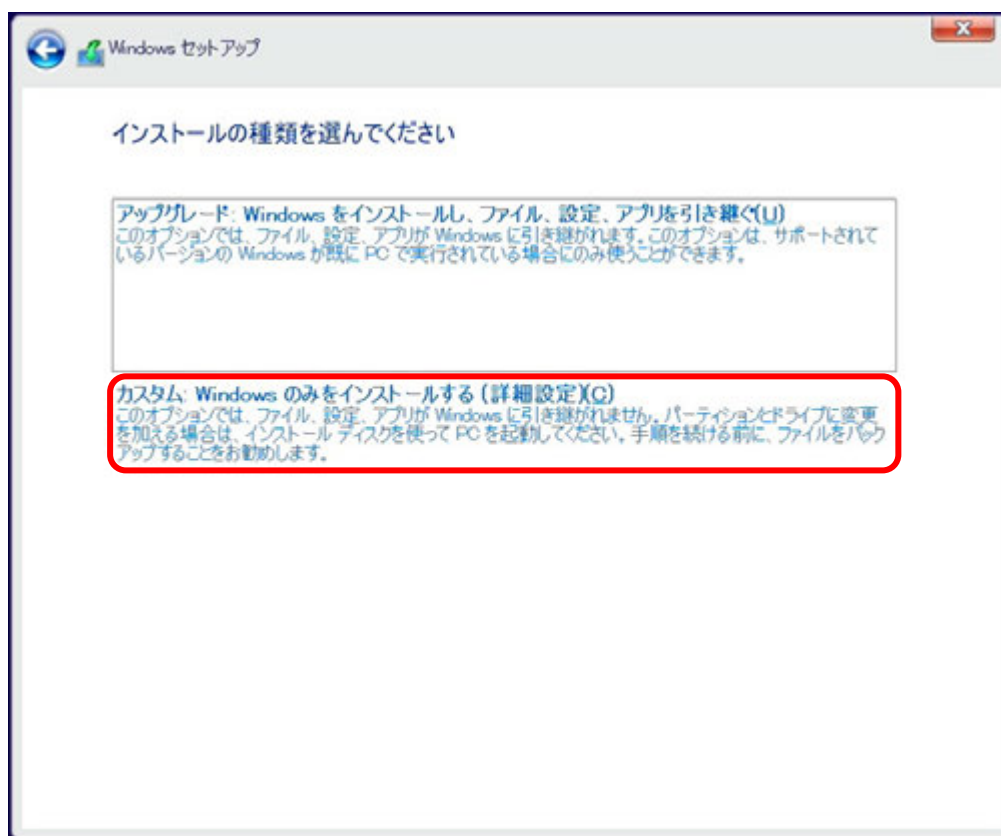 Windows セットアップ
インストールの種類を選んでください
アップグレード: Windows をインストールし、ファイル、設定、アプリを引き継ぐ(U)
このオプションでは、ファイル、設定、アプリが Windows に引き継がれます。このオプションは、サポートされて
いるバージョンの Windows が既に PC で実行されている場合にのみ使うことができます。
カスタム: Windows のみをインストールする (詳細設定)(C)
このオプションでは、ファイル、設定、アプリが Windows に引き継がれません。パーティションとドライブに変更
を加える場合は、インストール ディスクを使って PC を起動してください。手順を続ける前に、ファイルをバック
アップすることをお勧めします。